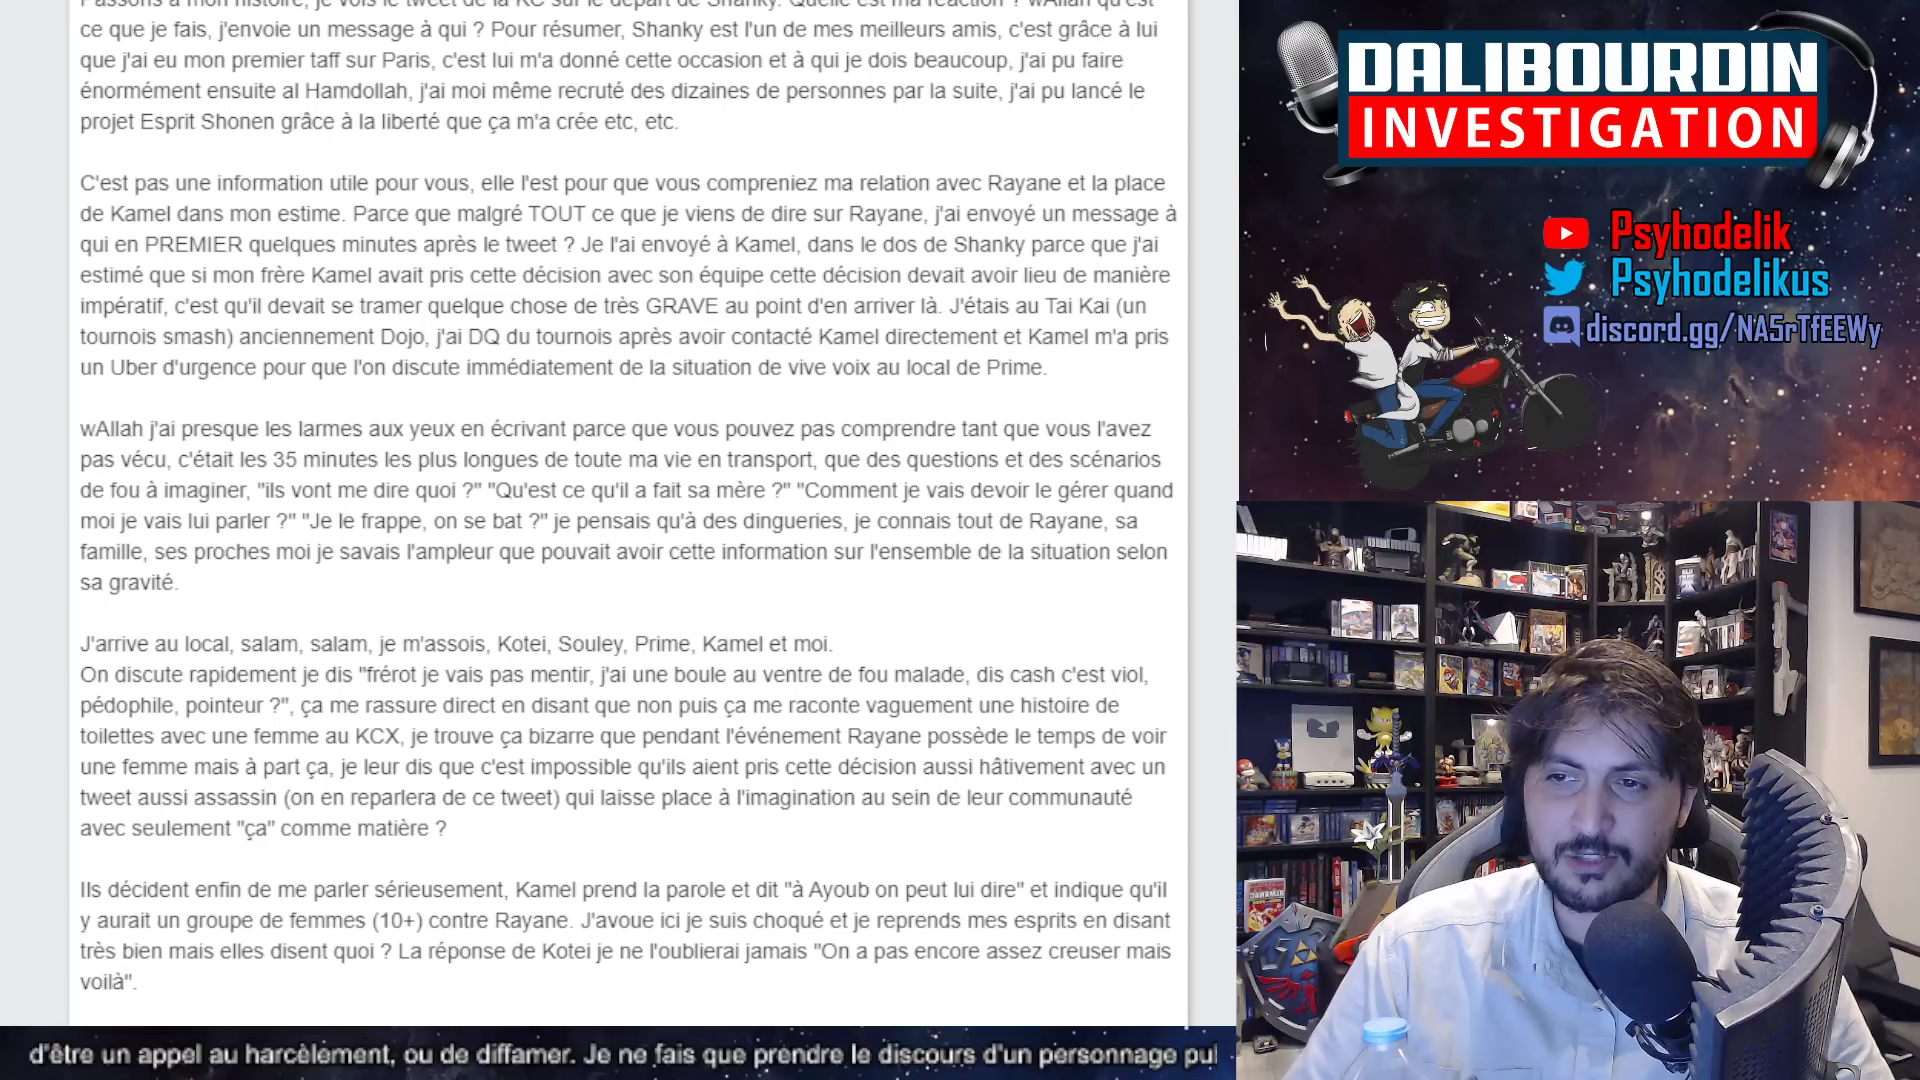 Passons à mon histoire, je vois le tweet de la KC sur le départ de Shanky. Quelle est ma réaction ? wAllah qu'est
ce que je fais, j'envoie un message à qui ? Pour résumer, Shanky est l'un de mes meilleurs amis, c'est grâce à lui
que j'ai eu mon premier taff sur Paris, c'est lui m'a donné cette occasion et à qui je dois beaucoup, j'ai pu faire
énormément ensuite al Hamdollah, j'ai moi même recruté des dizaines de personnes par la suite, j'ai pu lancé le
projet Esprit Shonen grâce à la liberté que ça m'a crée etc, etc.
C'est pas une information utile pour vous, elle l'est pour que vous compreniez ma relation avec Rayane et la place
de Kamel dans mon estime. Parce que malgré TOUT ce que je viens de dire sur Rayane, j'ai envoyé un message à
qui en PREMIER quelques minutes après le tweet ? Je l'ai envoyé à Kamel, dans le dos de Shanky parce que j'ai
estimé que si mon frère Kamel avait pris cette décision avec son équipe cette décision devait avoir lieu de manière
impératif, c'est qu'il devait se tramer quelque chose de très GRAVE au point d'en arriver là. J'étais au Tai Kai (un
tournois smash) anciennement Dojo, j'ai DQ du tournois après avoir contacté Kamel directement et Kamel m'a pris
un Uber d'urgence pour que l'on discute immédiatement de la situation de vive voix au local de Prime.
wAllah j'ai presque les larmes aux yeux en écrivant parce que vous pouvez pas comprendre tant que vous l'avez
pas vécu, c'était les 35 minutes les plus longues de toute ma vie en transport, que des questions et des scénarios
de fou à imaginer, "ils vont me dire quoi ?" "Qu'est ce qu'il a fait sa mère ?" "Comment je vais devoir le gérer quand
moi je vais lui parler ?" "Je le frappe, on se bat ?" je pensais qu'à des dingueries, je connais tout de Rayane, sa
famille, ses proches moi je savais l'ampleur que pouvait avoir cette information sur l'ensemble de la situation selon
sa gravité.
J'arrive au local, salam, salam, je m'assois, Kotei, Souley, Prime, Kamel et moi.
On discute rapidement je dis "frérot je vais pas mentir, j'ai une boule au ventre de fou malade, dis cash c'est viol,
pédophile, pointeur ?", ça me rassure direct en disant que non puis ça me raconte vaguement une histoire de
toilettes avec une femme au KCX, je trouve ça bizarre que pendant l'événement Rayane possède le temps de voir
une femme mais à part ça, je leur dis que c'est impossible qu'ils aient pris cette décision aussi hâtivement avec un
tweet aussi assassin (on en reparlera de ce tweet) qui laisse place à l'imagination au sein de leur communauté
avec seulement "ça" comme matière ?
Ils décident enfin de me parler sérieusement, Kamel prend la parole et dit "à Ayoub on peut lui dire" et indique qu'il
y aurait un groupe de femmes (10+) contre Rayane. J'avoue ici je suis choqué et je reprends mes esprits en disant
très bien mais elles disent quoi ? La réponse de Kotei je ne l'oublierai jamais "On a pas encore assez creuser mais
voilà".
d'être un appel au harcèlement, ou de diffamer. Je ne fais que prendre le discours d'un personnage pul
DALIBOURDIN
INVESTIGATION
Psyhodelik
Psyhodelikus
discord.gg/NA5rTfEEWy